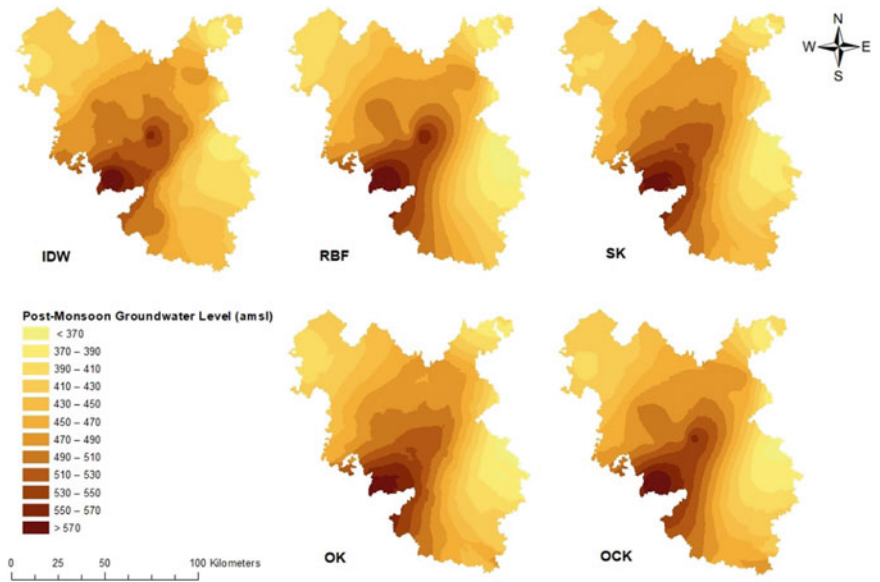 N
W E
S
IDW
RBF
SK
Post-Monsoon Groundwater Level (amsl)
< 370
370 – 390
390 – 410
410 – 430
430 – 450
450 – 470
470 – 490
490 – 510
510 – 530
530 – 550
550 – 570
> 570
0 25 50 100 Kilometers
OK
OCK